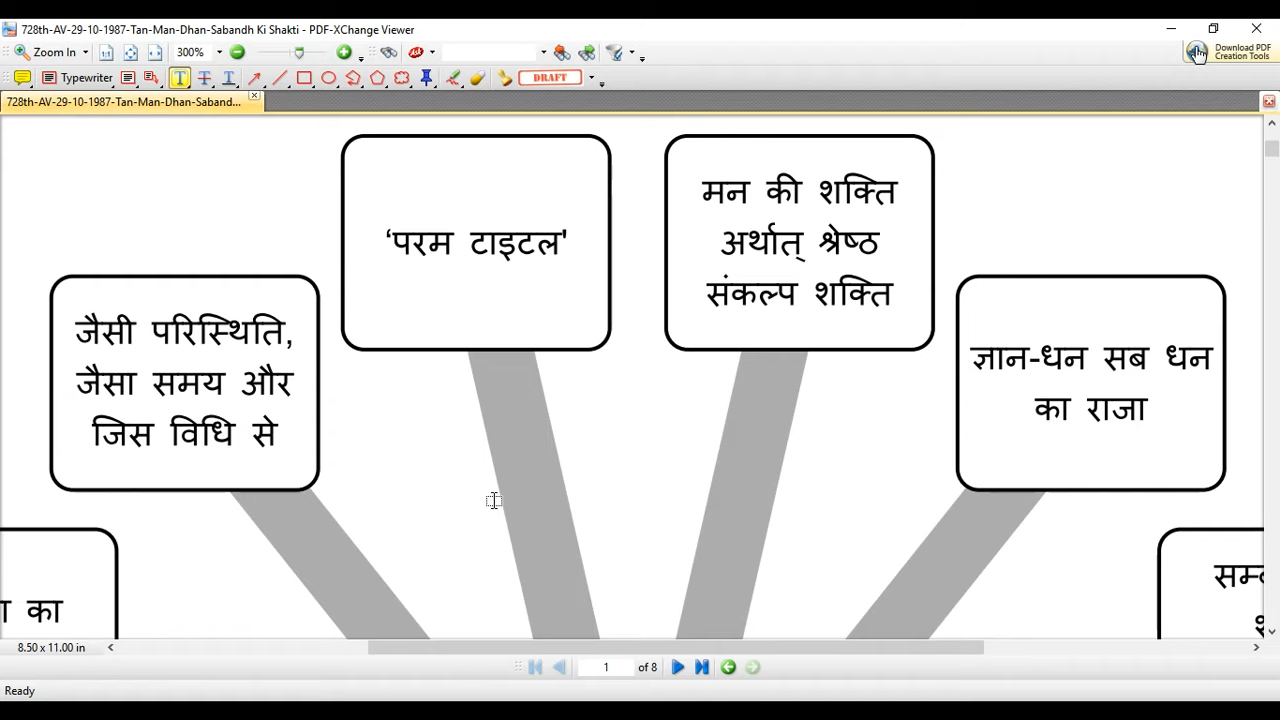 728th-AV-29-10-1987-Tan-Man-Dhan-Sabandh Ki Shakti - PDF-XChange Viewer
Zoom In 300%
Download PDF
Creation Tools
Typewriter DRAFT
728th-AV-29-10-1987-Tan-Man-Dhan-Saband...
‘परम टाइटल'
मन की शक्ति
अर्थात् श्रेष्ठ
संकल्प शक्ति
जैसी परिस्थिति,
जैसा समय और
जिस विधि से
ज्ञान-धन सब धन
का राजा
का
8.50 x 11.00 in
1 of 8
Ready